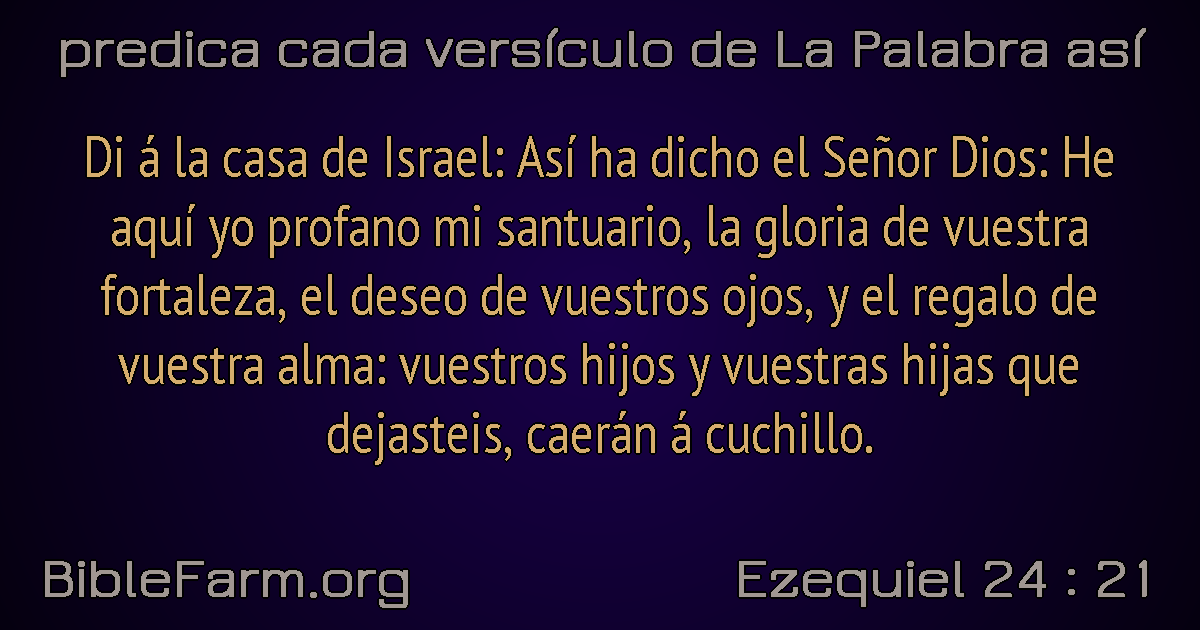 predica cada versículo de La Palabra así
Di á la casa de Israel: Así ha dicho el Señor Dios: He
aquí yo profano mi santuario, la gloria de vuestra
fortaleza, el deseo de vuestros ojos, y el regalo de
vuestra alma: vuestros hijos y vuestras hijas que
dejasteis, caerán á cuchillo.
BibleFarm.org
Ezequiel 24 : 21